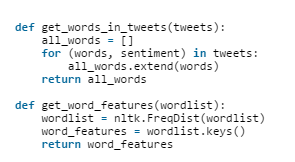 def get_words_in_tweets(tweets):
    all_words = []
    for (words, sentiment) in tweets:
        all_words.extend(words)
    return all_words

def get_word_features(wordlist):
    wordlist = nltk.FreqDist(wordlist)
    word_features = wordlist.keys()
    return word_features